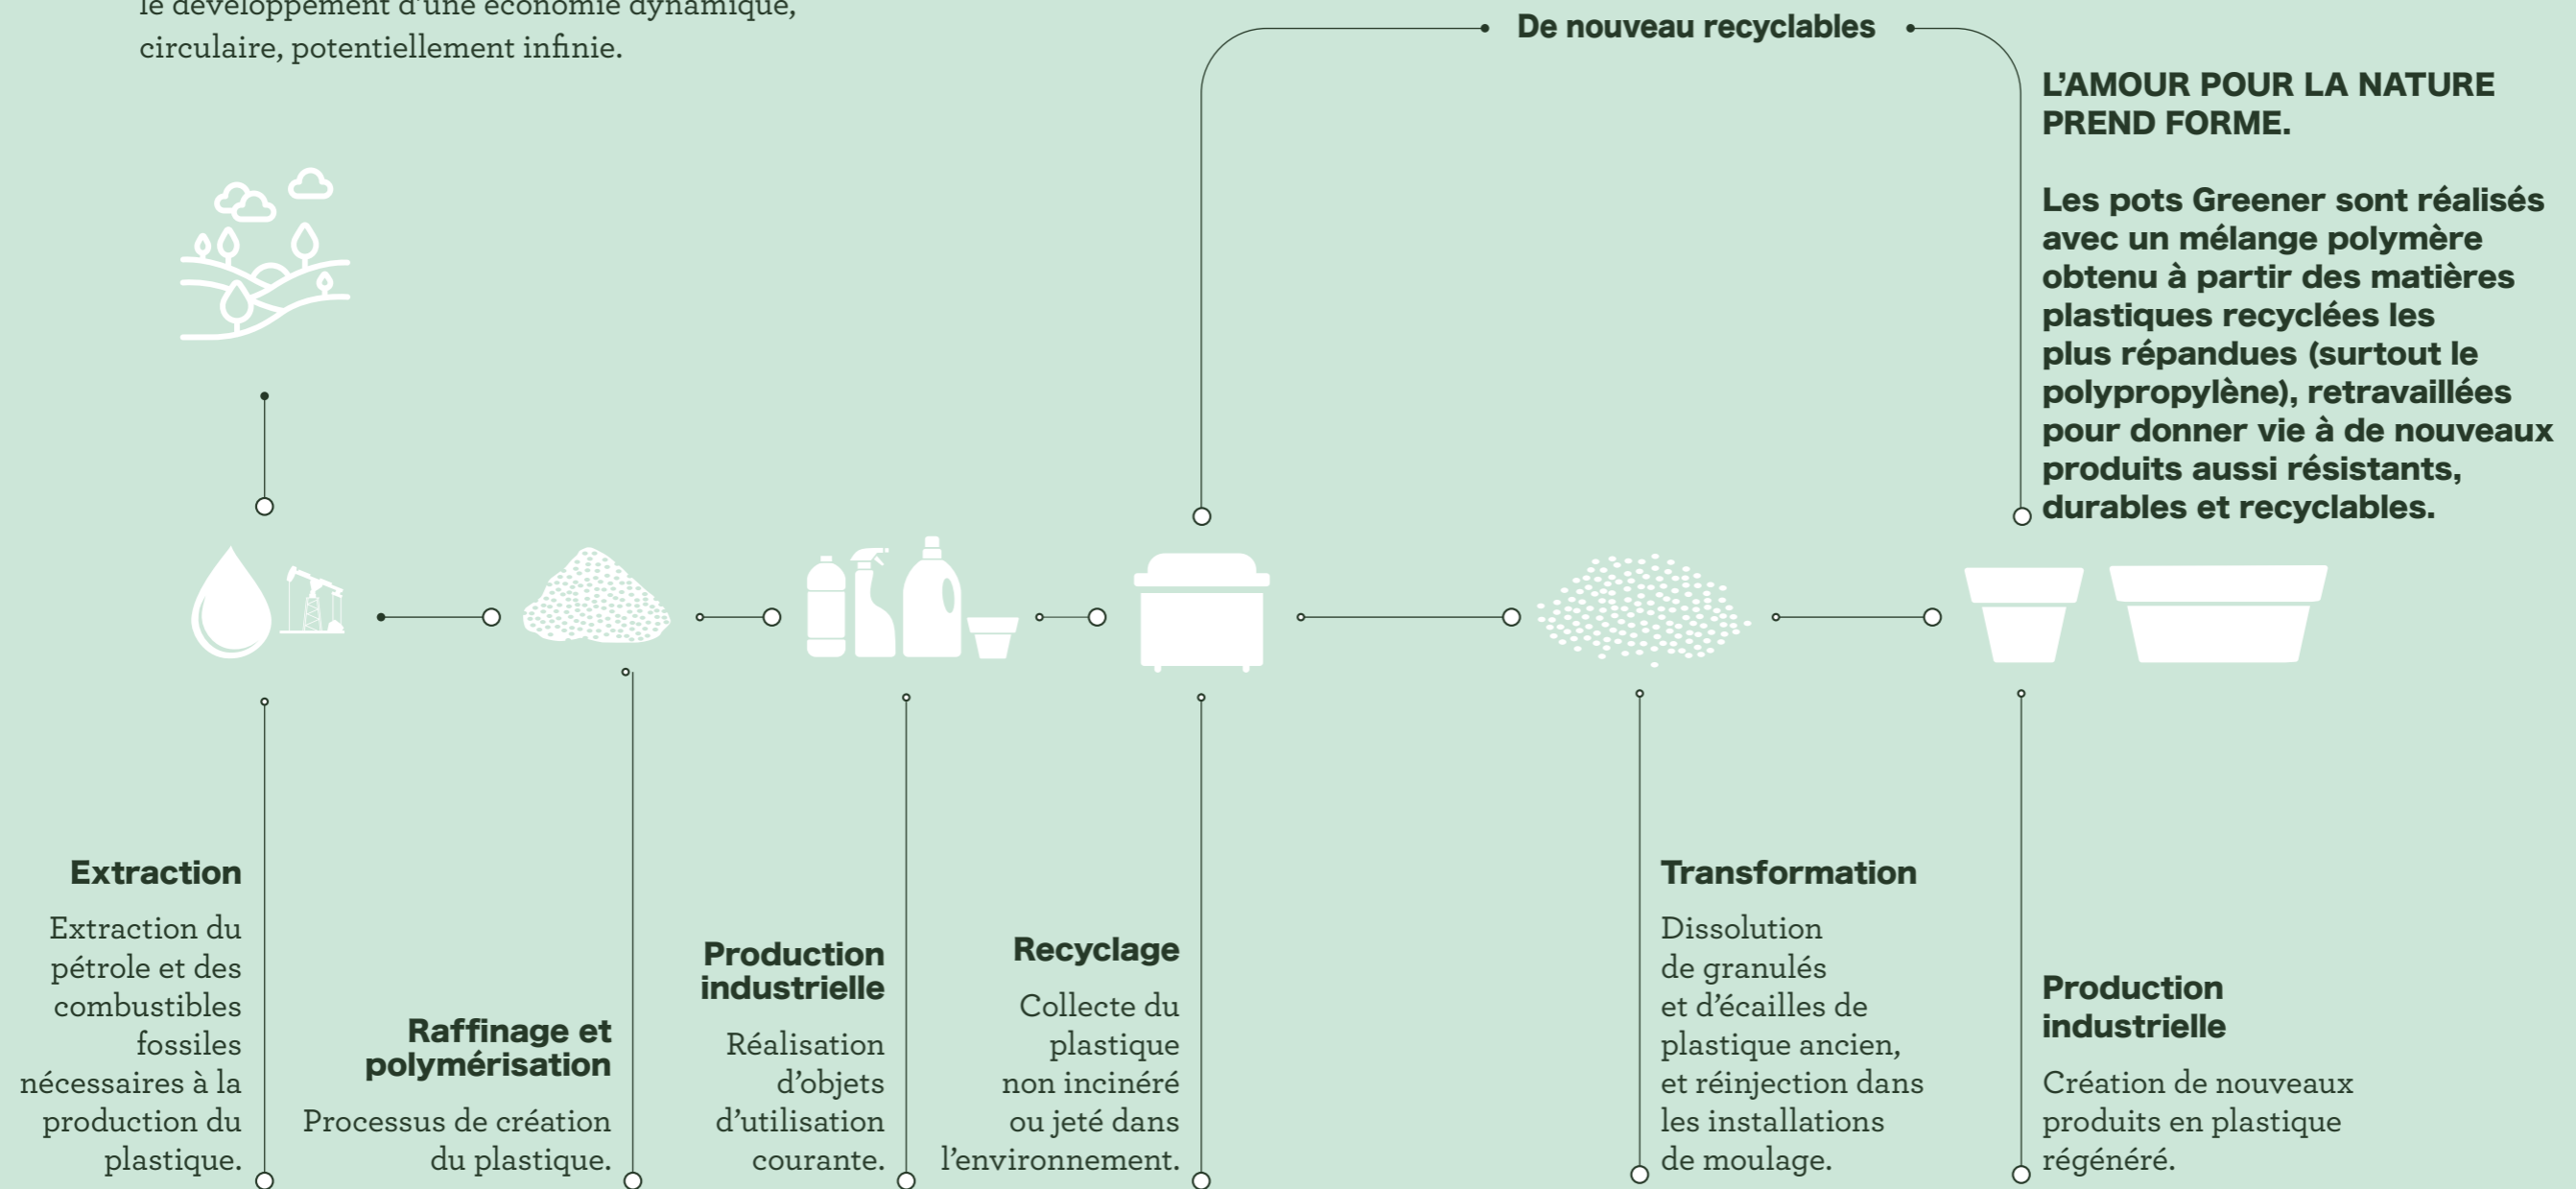 le développement d’une économie dynamique,
circulaire, potentiellement infinie.
De nouveau recyclables
L’AMOUR POUR LA NATURE
PREND FORME.
Les pots Greener sont réalisés
avec un mélange polymère
obtenu à partir des matières
plastiques recyclées les
plus répandues (surtout le
polypropylène), retravaillées
pour donner vie à de nouveaux
produits aussi résistants,
durables et recyclables.
Extraction
Extraction du
pétrole et des
combustibles
fossiles
nécessaires à la
production du
plastique.
Raffinage et
polymérisation
Processus de création
du plastique.
Production
industrielle
Réalisation
d’objets
d’utilisation
courante.
Recyclage
Collecte du
plastique
non incinéré
ou jeté dans
l’environnement.
Transformation
Dissolution
de granulés
et d’écailles de
plastique ancien,
et réinjection dans
les installations
de moulage.
Production
industrielle
Création de nouveaux
produits en plastique
régénéré.